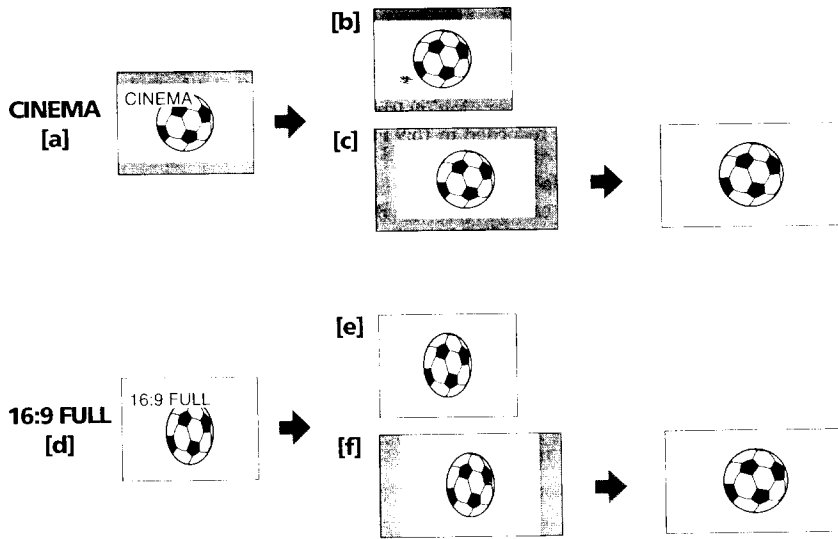 [b]
CINEMA
CINEMA
[a]
[c]
[e]
16:9 FULL
16:9 FULL
[d]
[f]